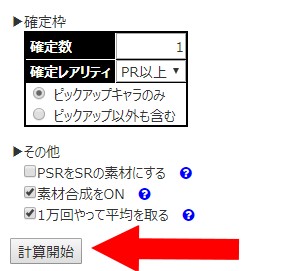 ▶確定枠
確定数 1
確定レアリティ PR以上▼
ピックアップキャラのみ
ピックアップ以外も含む
▶その他
PSRをSRの素材にする ?
素材合成をON ?
1万回やって平均を取る ?
計算開始